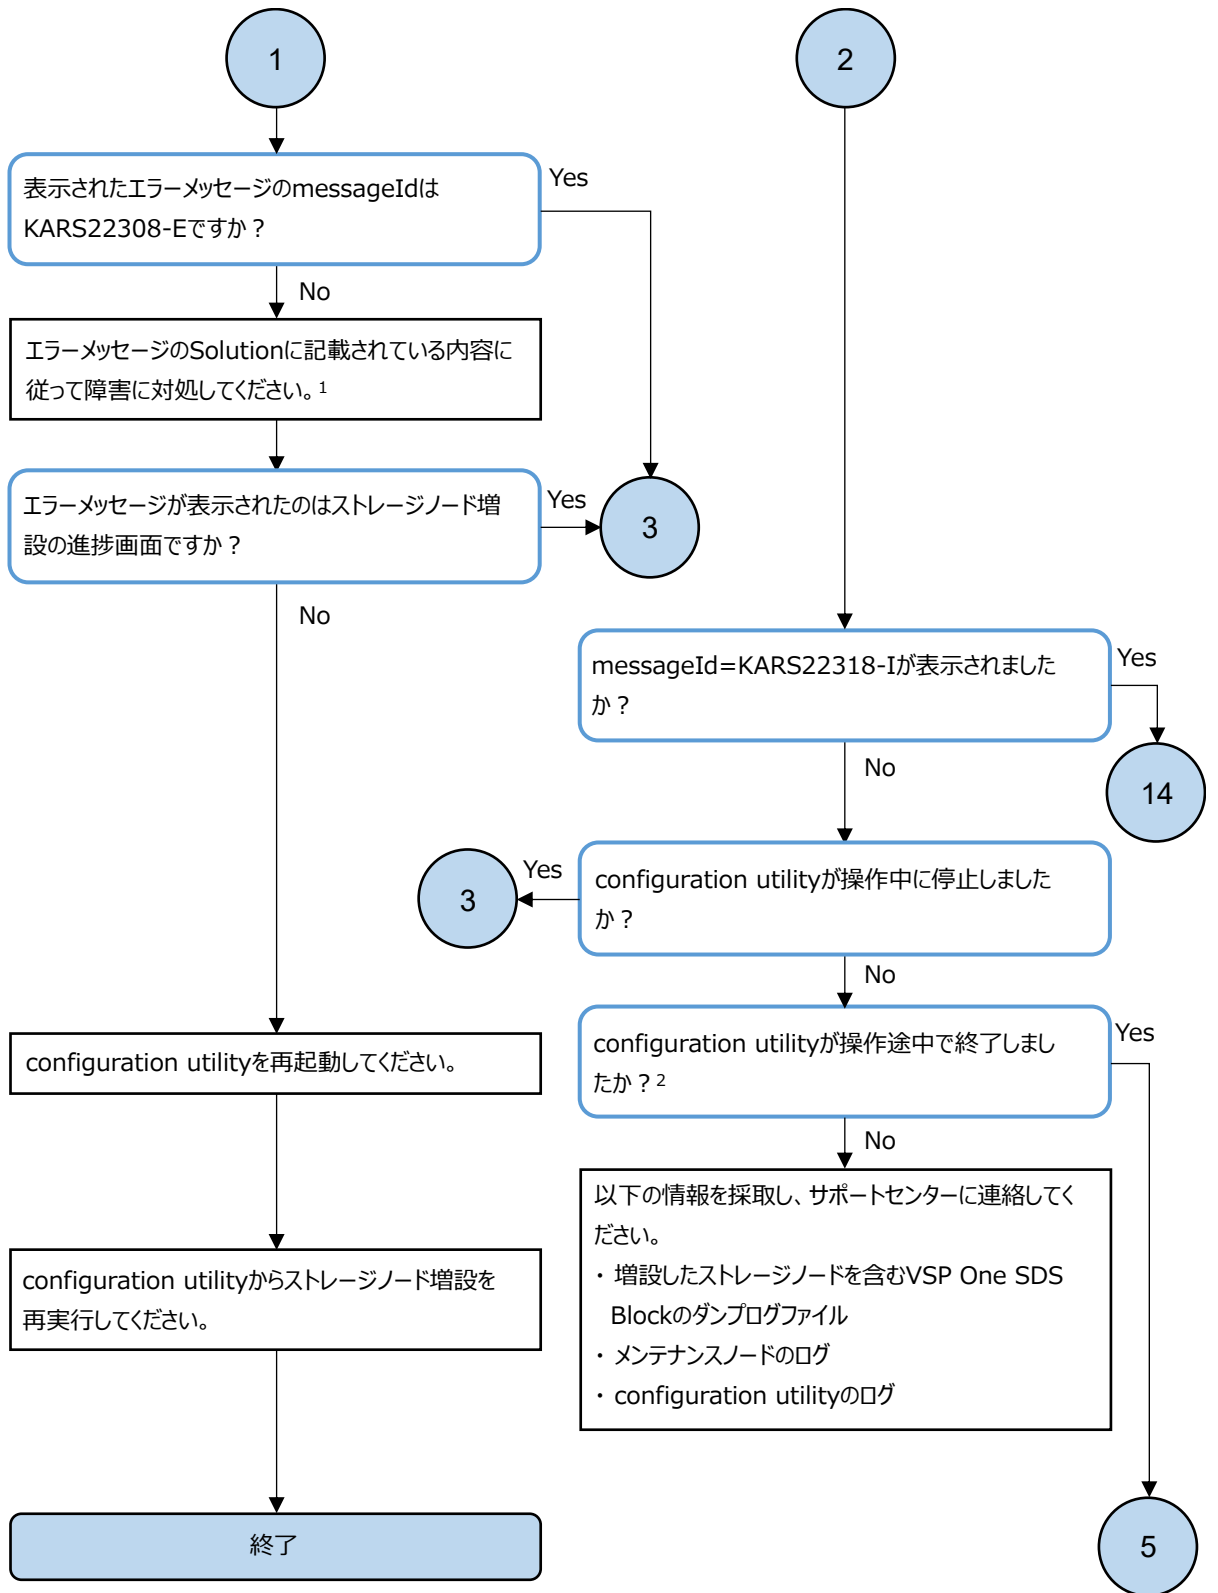 1
表示されたエラーメッセージのmessageIdは
KARS22308-Eですか？
Yes
No
エラーメッセージのSolutionに記載されている内容に
従って障害に対処してください。1
エラーメッセージが表示されたのはストレージノード増
設の進捗画面ですか？
Yes
3
No
configuration utilityを再起動してください。
configuration utilityからストレージノード増設を
再実行してください。
終了
2
messageId=KARS22318-Iが表示されました
か？
Yes
14
No
configuration utilityが操作中に停止しました
か？
Yes
3
No
configuration utilityが操作途中で終了しまし
たか？2
Yes
No
以下の情報を採取し、サポートセンターに連絡してく
ださい。
・ 増設したストレージノードを含むVSP One SDS
Blockのダンプログファイル
・ メンテナンスノードのログ
・ configuration utilityのログ
5